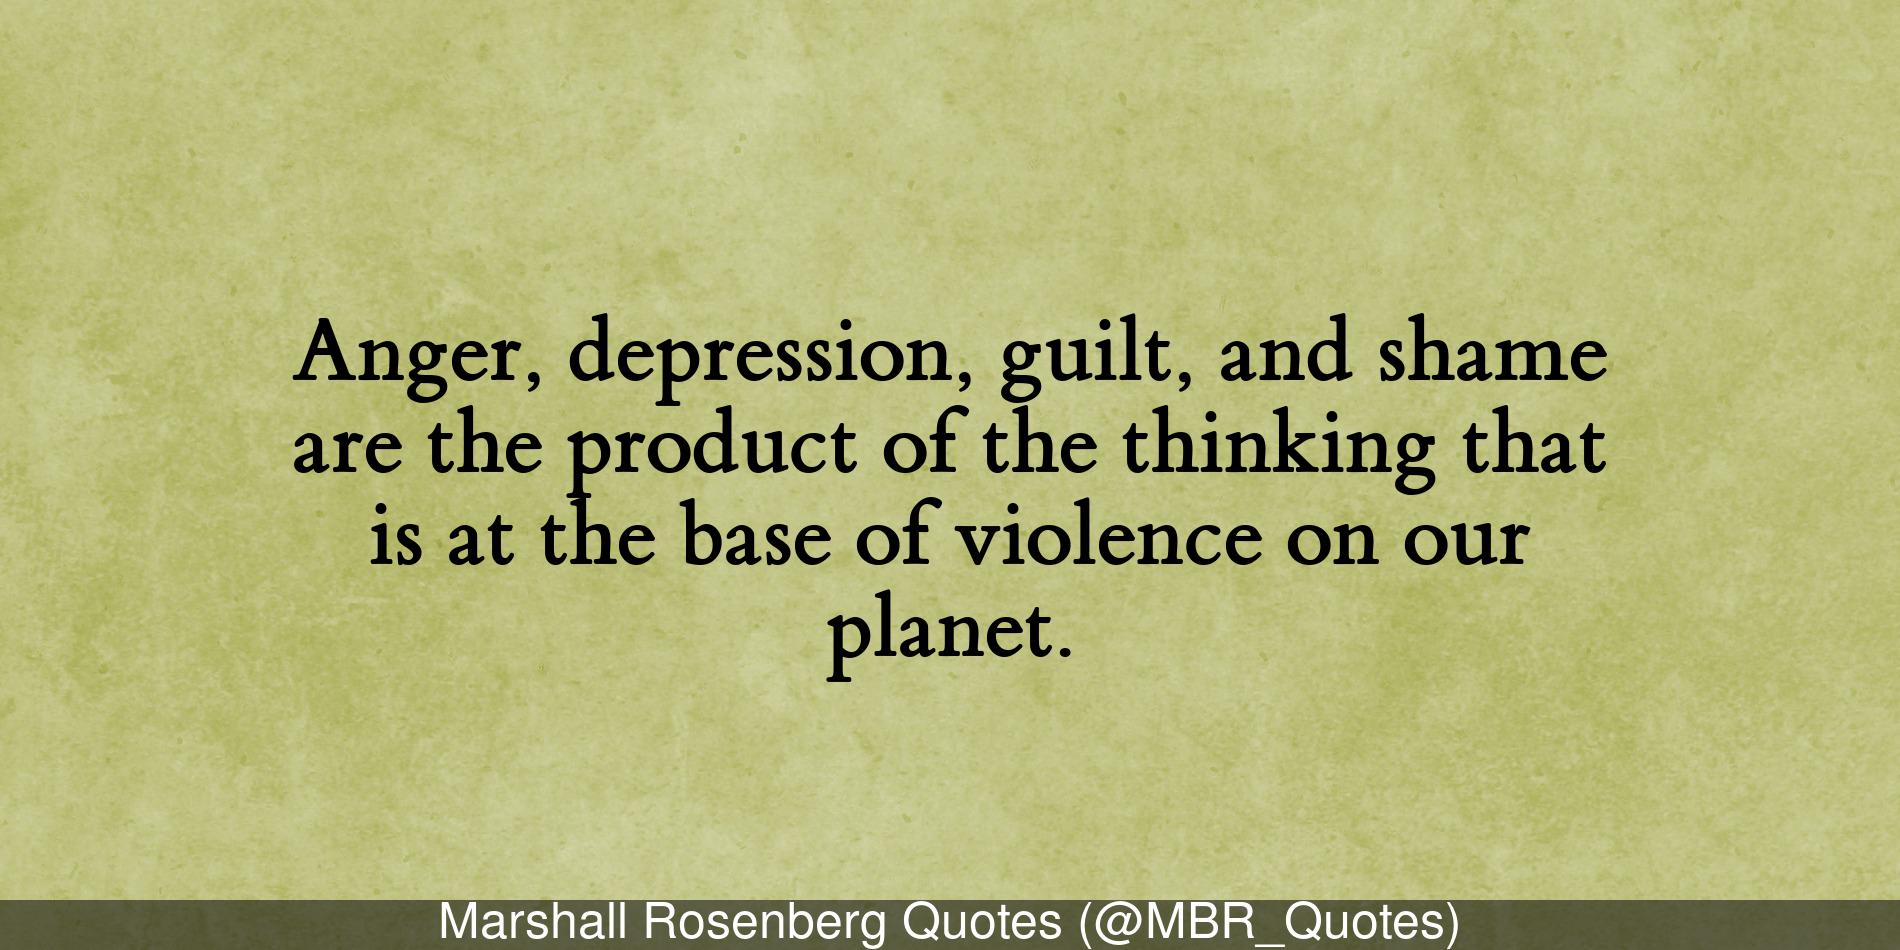 Anger, depression, guilt, and shame
are the product of the thinking that
is at the base of violence on our
planet.
Marshall Rosenberg Quotes (@MBR_Quotes)